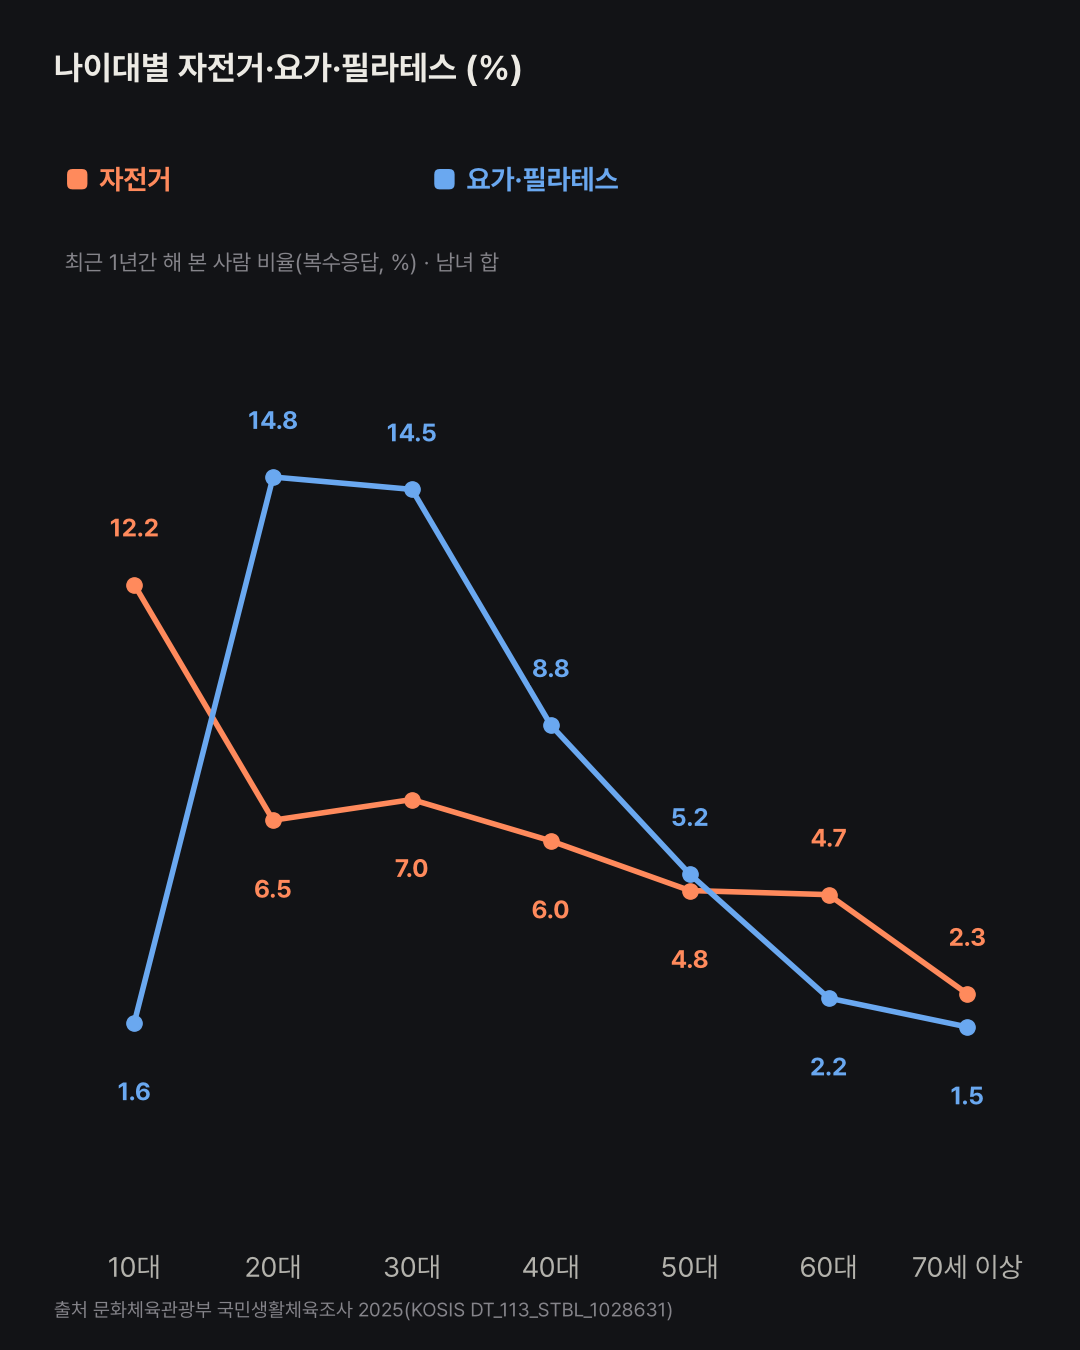 나이대별 자전거·요가·필라테스 (%)
자전거 요가·필라테스
최근 1년간 해 본 사람 비율(복수응답, %) · 남녀 합
14.8
14.5
12.2
8.8
5.2
4.7
7.0
6.5
6.0
2.3
4.8
2.2
1.6
1.5
10대 20대 30대 40대 50대 60대 70세 이상
출처 문화체육관광부 국민생활체육조사 2025(KOSIS DT_113_STBL_1028631)